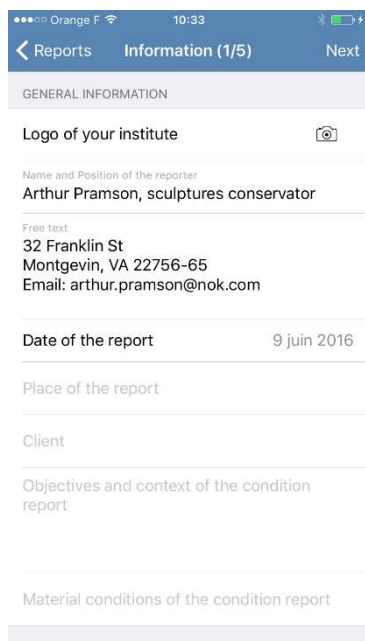 Orange F 10:33
Reports Information (1/5) Next
GENERAL INFORMATION
Logo of your institute
Name and Position of the reporter
Arthur Pramson, sculptures conservator
Free text
32 Franklin St
Montgevin, VA 22756-65
Email: arthur.pramson@nok.com
Date of the report 9 juin 2016
Place of the report
Client
Objectives and context of the condition
report
Material conditions of the condition report